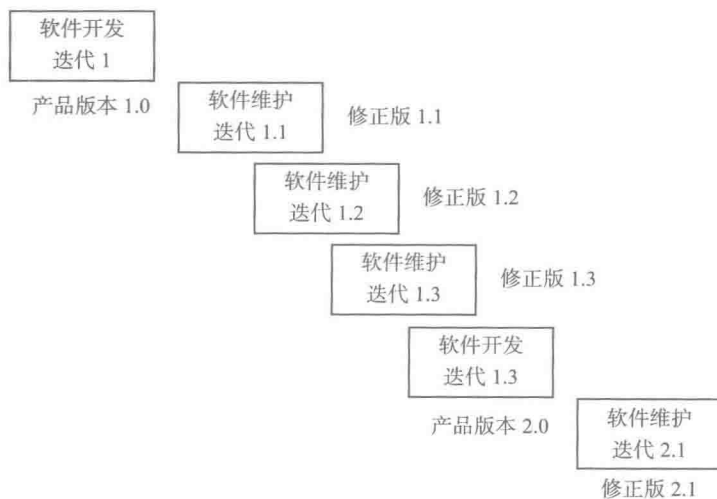 软件开发
迭代 1
产品版本 1.0
软件维护
迭代 1.1
修正版 1.1
软件维护
迭代 1.2
修正版 1.2
软件维护
迭代 1.3
修正版 1.3
软件开发
迭代 1.3
产品版本 2.0
软件维护
迭代 2.1
修正版 2.1